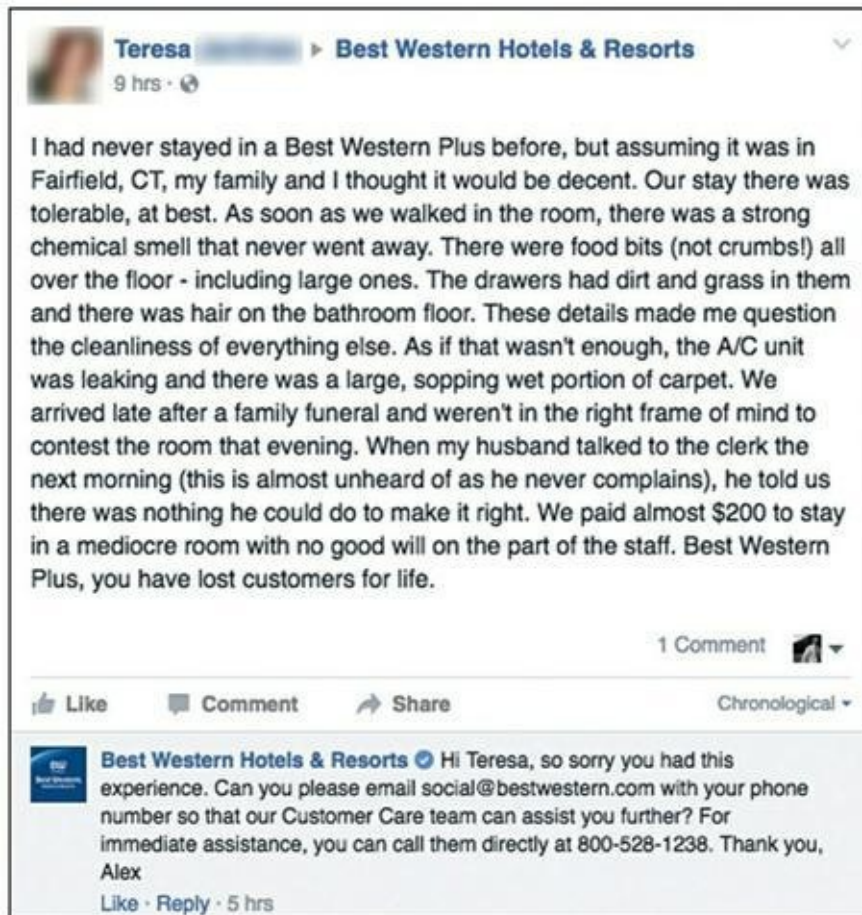 Teresa ▸ Best Western Hotels & Resorts
9 hrs ·
I had never stayed in a Best Western Plus before, but assuming it was in
Fairfield, CT, my family and I thought it would be decent. Our stay there was
tolerable, at best. As soon as we walked in the room, there was a strong
chemical smell that never went away. There were food bits (not crumbs!) all
over the floor - including large ones. The drawers had dirt and grass in them
and there was hair on the bathroom floor. These details made me question
the cleanliness of everything else. As if that wasn't enough, the A/C unit
was leaking and there was a large, sopping wet portion of carpet. We
arrived late after a family funeral and weren't in the right frame of mind to
contest the room that evening. When my husband talked to the clerk the
next morning (this is almost unheard of as he never complains), he told us
there was nothing he could do to make it right. We paid almost $200 to stay
in a mediocre room with no good will on the part of the staff. Best Western
Plus, you have lost customers for life.
1 Comment
Like Comment Share Chronological
Best Western Hotels & Resorts Hi Teresa, so sorry you had this
experience. Can you please email social@bestwestern.com with your phone
number so that our Customer Care team can assist you further? For
immediate assistance, you can call them directly at 800-528-1238. Thank you,
Alex
Like · Reply · 5 hrs